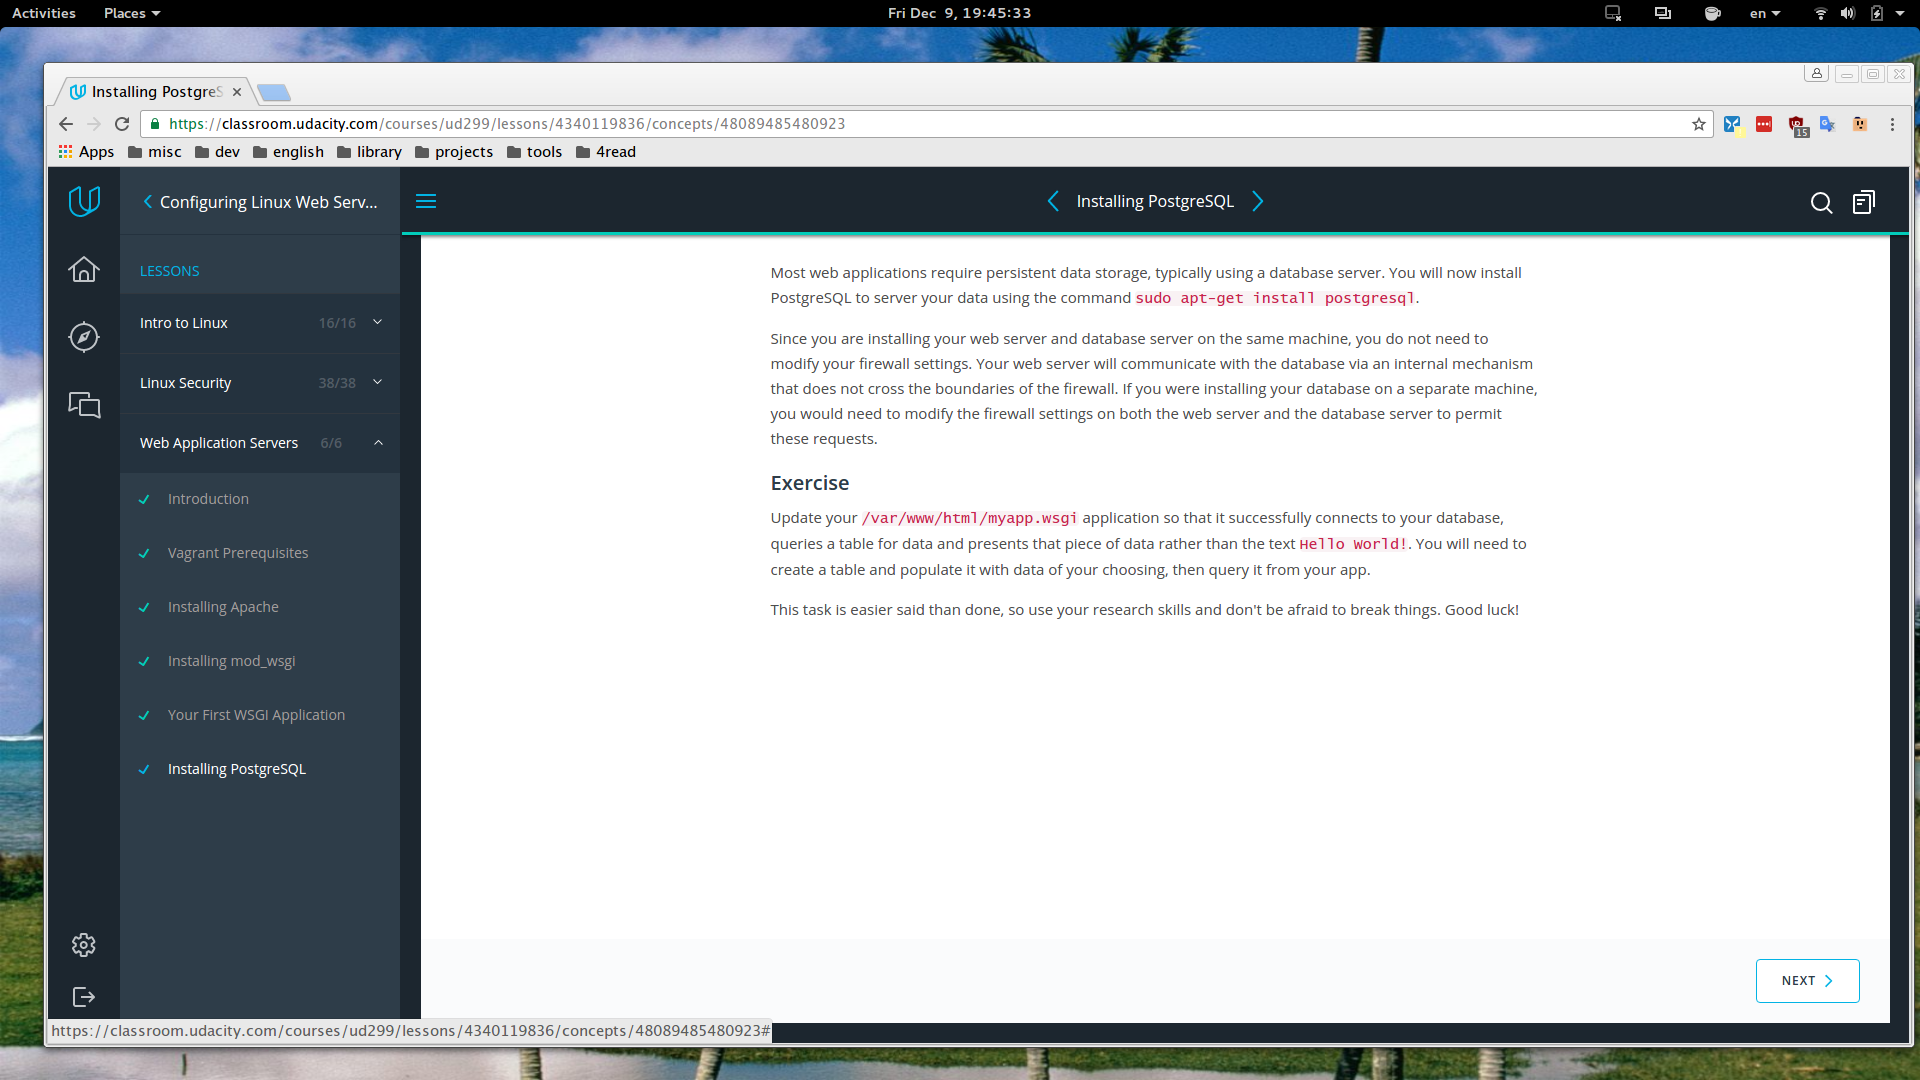 Activities Places Fri Dec 9, 19:45:33 en
Installing PostgreS
https://classroom.udacity.com/courses/ud299/lessons/4340119836/concepts/48089485480923
15
Apps misc dev english library projects tools 4read
Configuring Linux Web Serv...
Installing PostgreSQL
LESSONS
Intro to Linux 16/16
Linux Security 38/38
Web Application Servers 6/6
Introduction
Vagrant Prerequisites
Installing Apache
Installing mod_wsgi
Your First WSGI Application
Installing PostgreSQL
Most web applications require persistent data storage, typically using a database server. You will now install
PostgreSQL to server your data using the command sudo apt-get install postgresql.
Since you are installing your web server and database server on the same machine, you do not need to
modify your firewall settings. Your web server will communicate with the database via an internal mechanism
that does not cross the boundaries of the firewall. If you were installing your database on a separate machine,
you would need to modify the firewall settings on both the web server and the database server to permit
these requests.
Exercise
Update your /var/www/html/myapp.wsgi application so that it successfully connects to your database,
queries a table for data and presents that piece of data rather than the text Hello World!. You will need to
create a table and populate it with data of your choosing, then query it from your app.
This task is easier said than done, so use your research skills and don't be afraid to break things. Good luck!
NEXT
https://classroom.udacity.com/courses/ud299/lessons/4340119836/concepts/48089485480923#